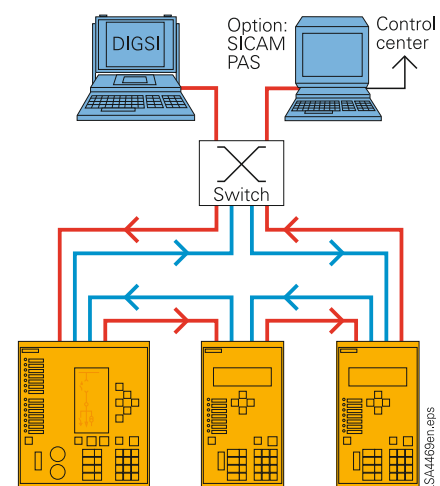 DIGSI
Option:
SICAM
PAS
Control
center
Switch
SA4469en.eps